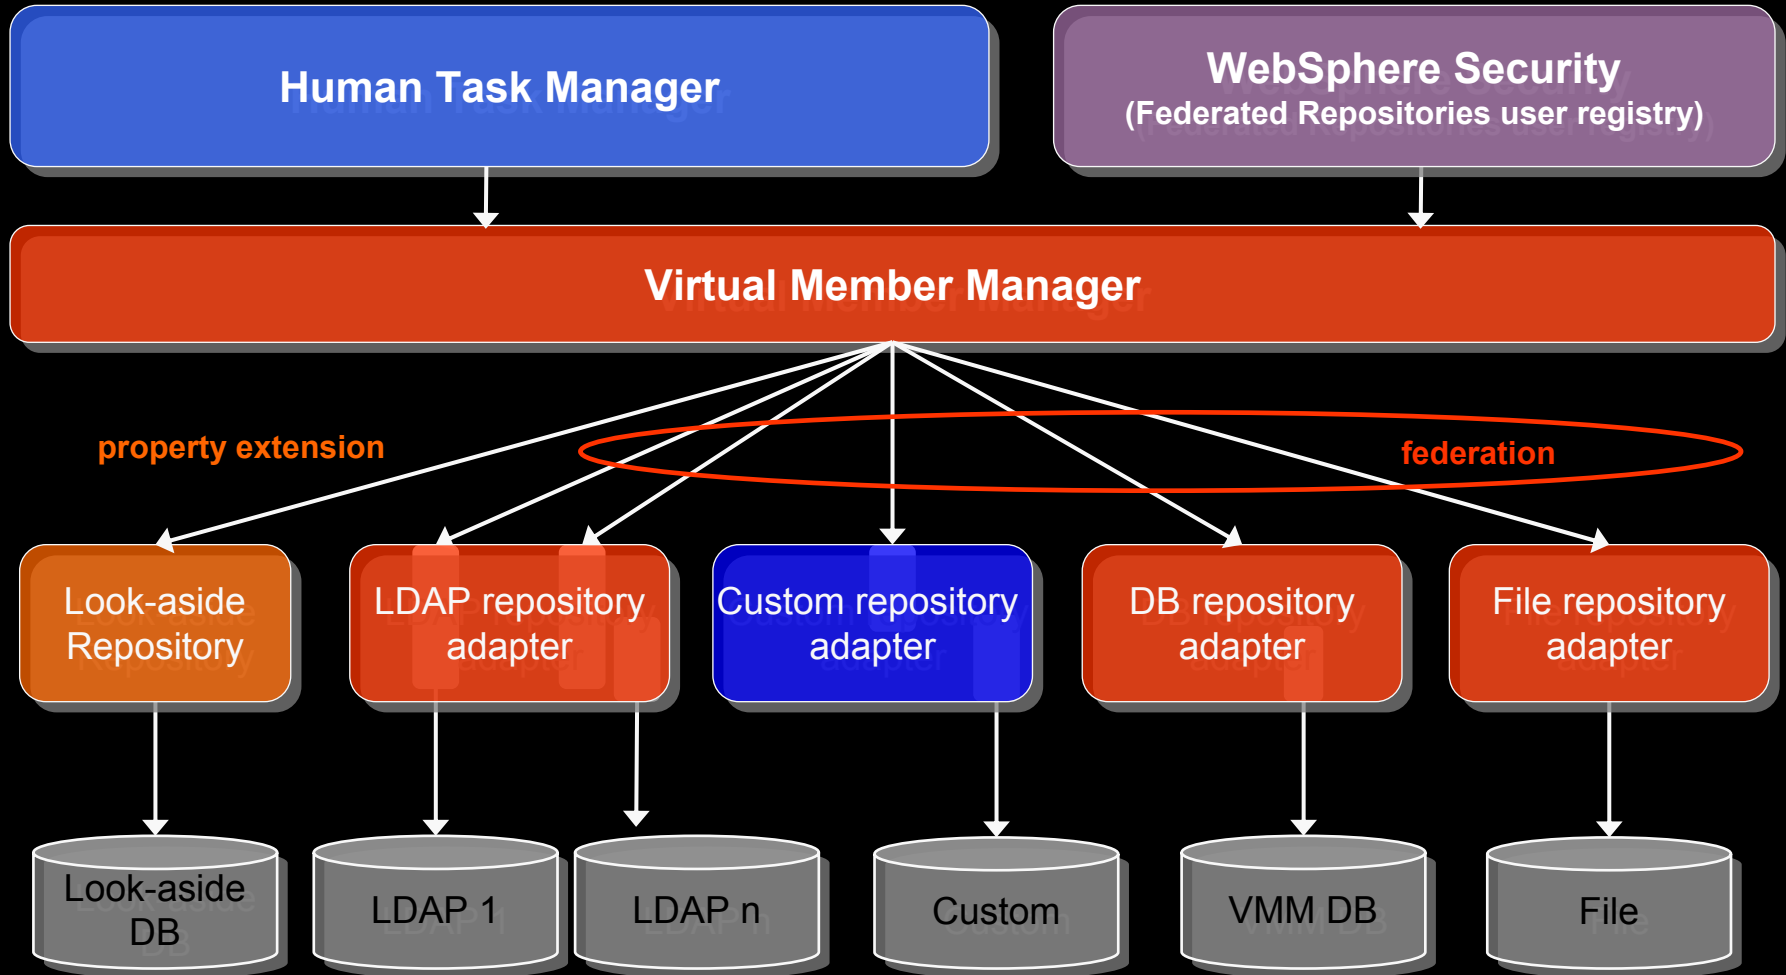 Human Task Manager
WebSphere Security
(Federated Repositories user registry)
Virtual Member Manager
property extension
federation
Look-aside
Repository
LDAP repository
adapter
Custom repository
adapter
DB repository
adapter
File repository
adapter
Look-aside
DB
LDAP 1
LDAP n
Custom
VMM DB
File